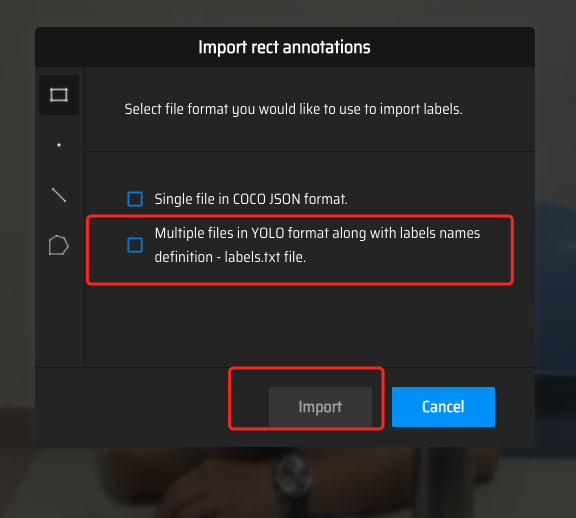 Import rect annotations
Select file format you would like to use to import labels.
Single file in COCO JSON format.
Multiple files in YOLO format along with labels names
definition - labels.txt file.
Import
Cancel